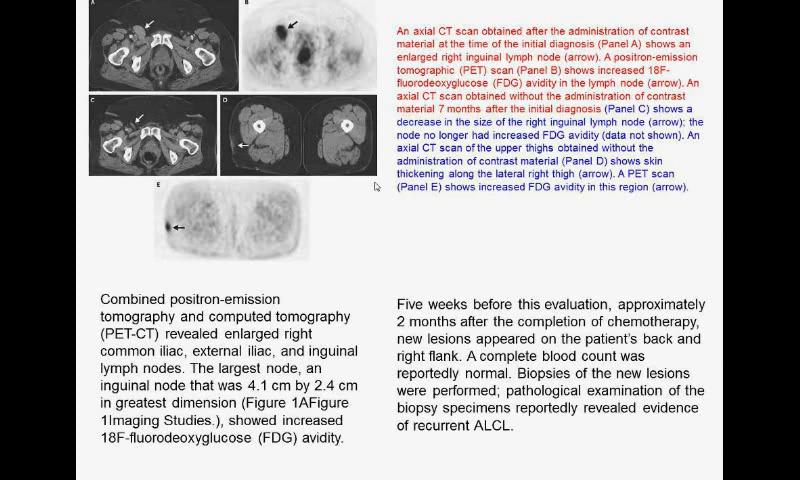 A
B
C
D
E
An axial CT scan obtained after the administration of contrast
material at the time of the initial diagnosis (Panel A) shows an
enlarged right inguinal lymph node (arrow). A positron-emission
tomographic (PET) scan (Panel B) shows increased 18F-
fluorodeoxyglucose (FDG) avidity in the lymph node (arrow). An
axial CT scan obtained without the administration of contrast
material 7 months after the initial diagnosis (Panel C) shows a
decrease in the size of the right inguinal lymph node (arrow); the
node no longer had increased FDG avidity (data not shown). An
axial CT scan of the upper thighs obtained without the
administration of contrast material (Panel D) shows skin
thickening along the lateral right thigh (arrow). A PET scan
(Panel E) shows increased FDG avidity in this region (arrow).
Combined positron-emission
tomography and computed tomography
(PET-CT) revealed enlarged right
common iliac, external iliac, and inguinal
lymph nodes. The largest node, an
inguinal node that was 4.1 cm by 2.4 cm
in greatest dimension (Figure 1AFigure
1Imaging Studies.), showed increased
18F-fluorodeoxyglucose (FDG) avidity.
Five weeks before this evaluation, approximately
2 months after the completion of chemotherapy,
new lesions appeared on the patient's back and
right flank. A complete blood count was
reportedly normal. Biopsies of the new lesions
were performed; pathological examination of the
biopsy specimens reportedly revealed evidence
of recurrent ALCL.